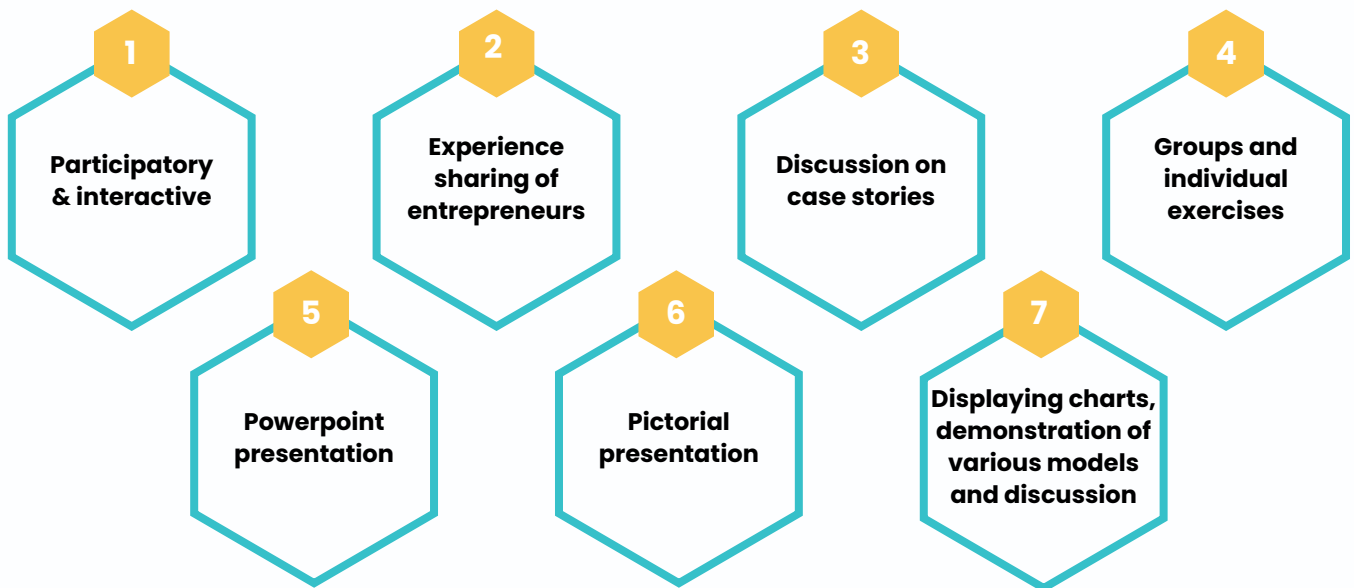 1
Participatory
& interactive
2
Experience
sharing of
entrepreneurs
3
Discussion on
case stories
4
Groups and
individual
exercises
5
Powerpoint
presentation
6
Pictorial
presentation
7
Displaying charts,
demonstration of
various models
and discussion